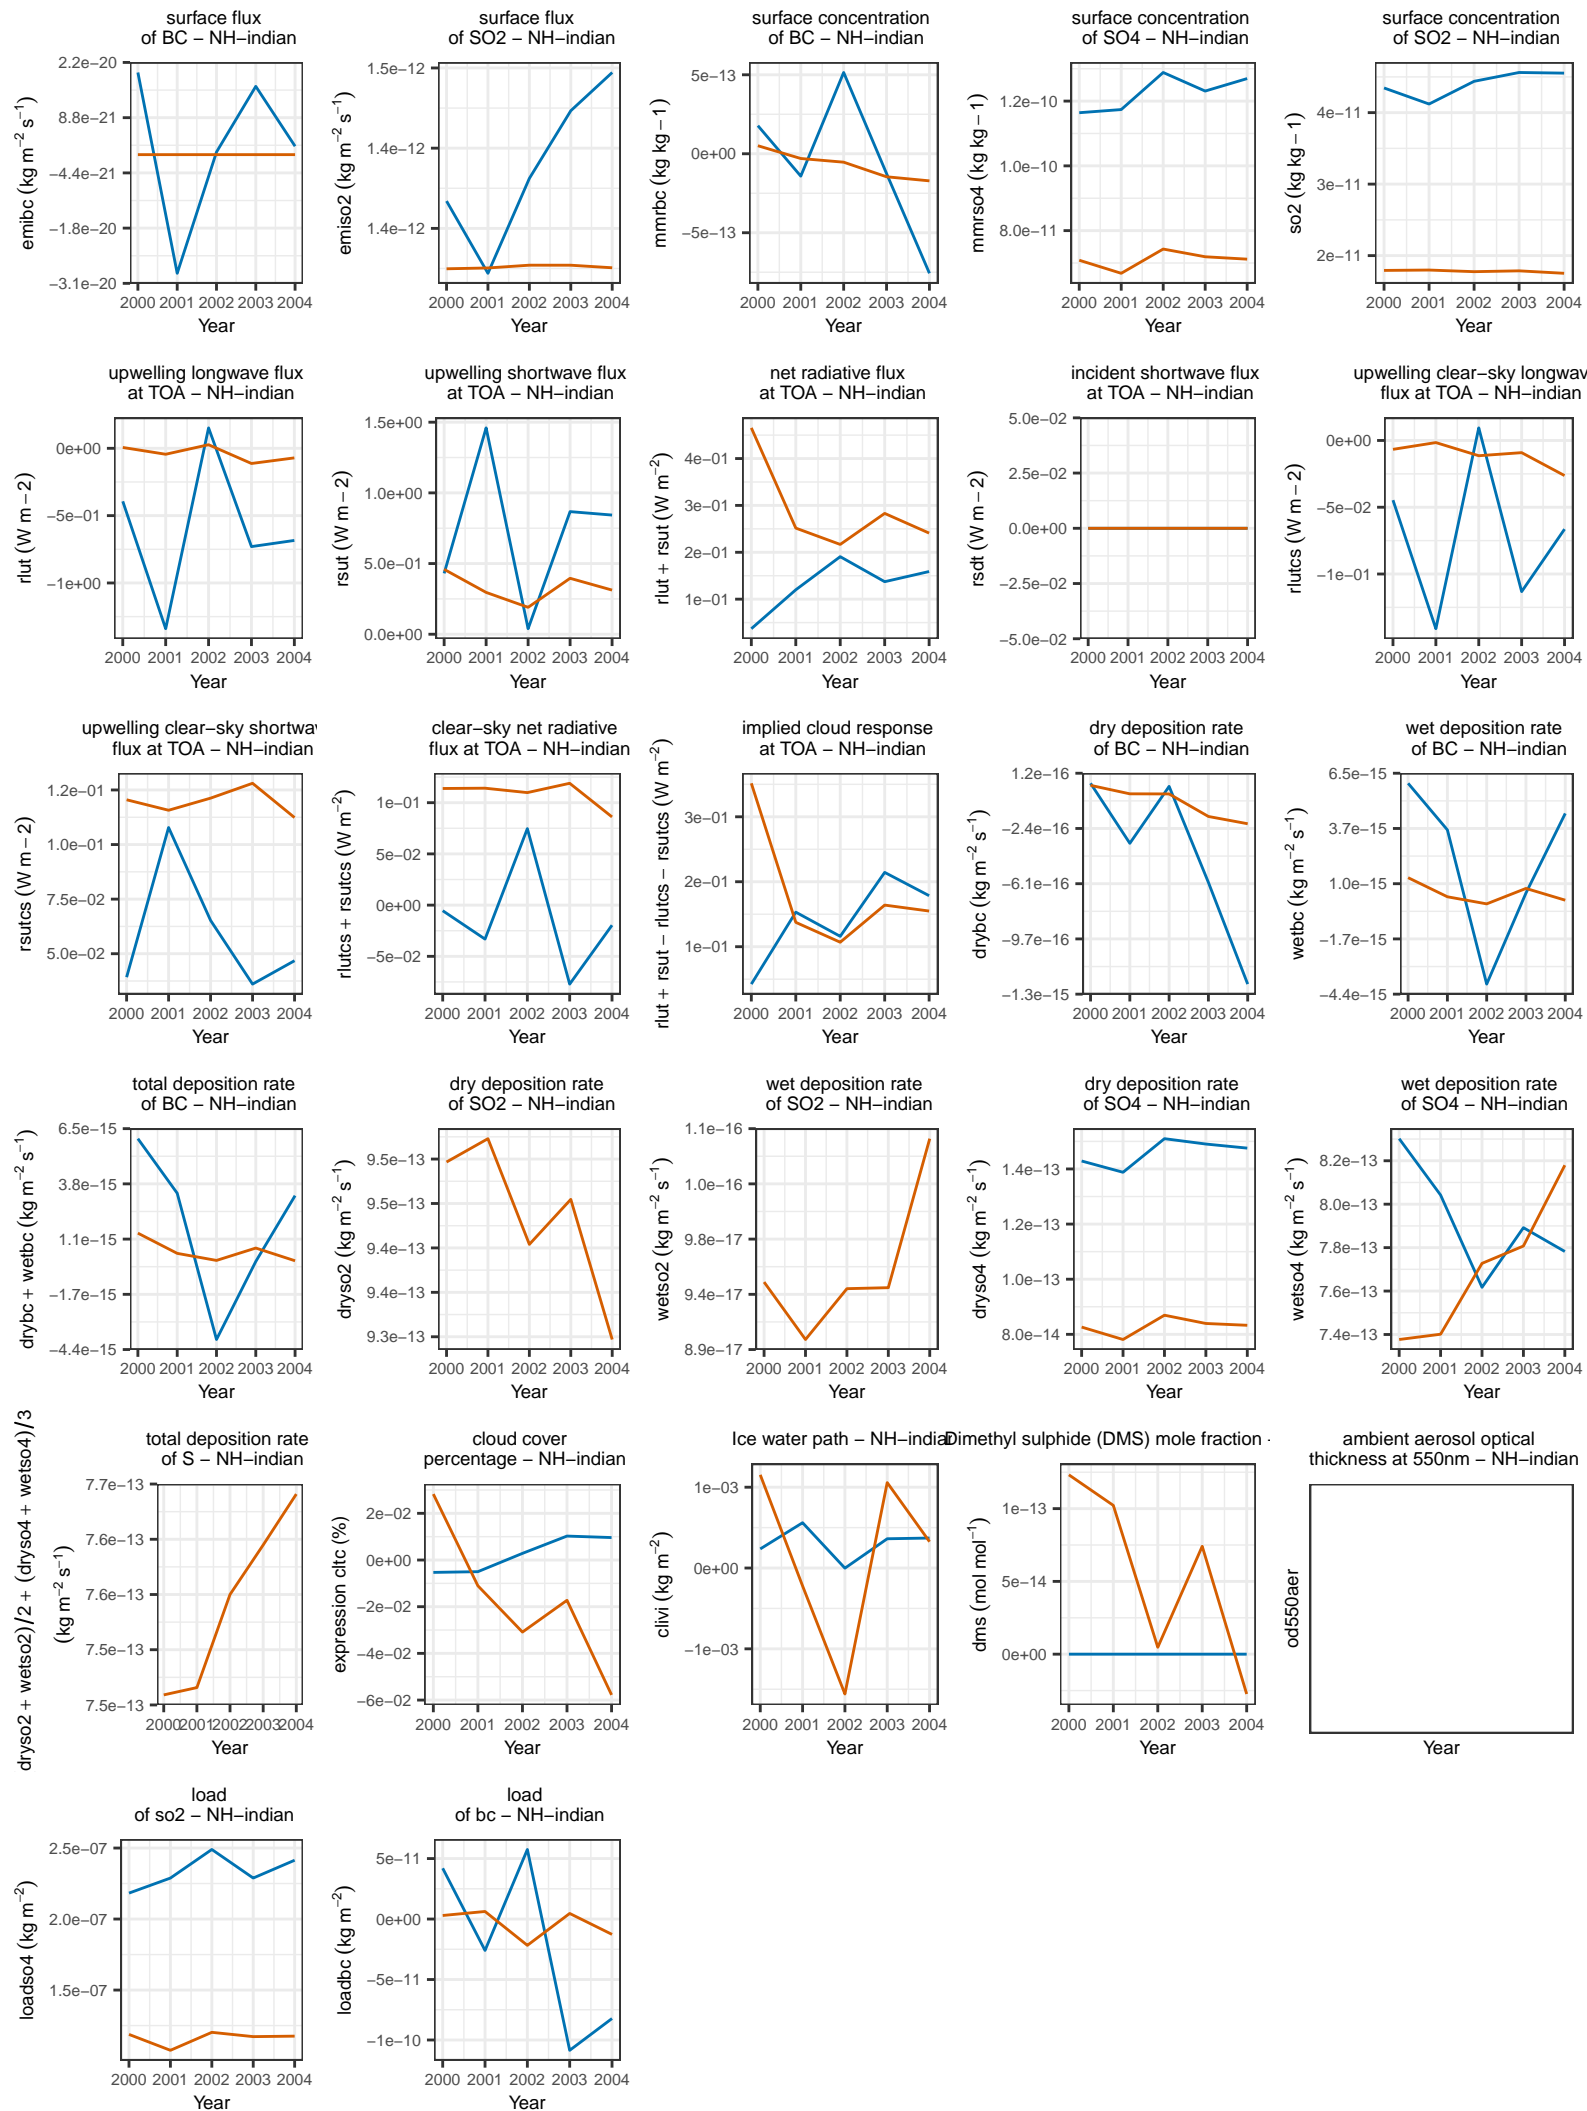 surface flux
of BC − NH−indian
emibc (kg m−2 s−1)
2.2e−20
8.8e−21
−4.4e−21
−1.8e−20
−3.1e−20
2000 2001 2002 2003 2004
Year
surface flux
of SO2 − NH−indian
emiso2 (kg m−2 s−1)
1.5e−12
1.4e−12
1.4e−12
2000 2001 2002 2003 2004
Year
surface concentration
of BC − NH−indian
mmrbc (kg kg − 1)
5e−13
0e+00
−5e−13
2000 2001 2002 2003 2004
Year
surface concentration
of SO4 − NH−indian
mmrso4 (kg kg − 1)
1.2e−10
1.0e−10
8.0e−11
2000 2001 2002 2003 2004
Year
surface concentration
of SO2 − NH−indian
so2 (kg kg − 1)
4e−11
3e−11
2e−11
2000 2001 2002 2003 2004
Year
upwelling longwave flux
at TOA − NH−indian
rlut (W m − 2)
0e+00
−5e−01
−1e+00
2000 2001 2002 2003 2004
Year
upwelling shortwave flux
at TOA − NH−indian
rsut (W m − 2)
1.5e+00
1.0e+00
5.0e−01
0.0e+00
2000 2001 2002 2003 2004
Year
net radiative flux
at TOA − NH−indian
rlut + rsut (W m−2)
4e−01
3e−01
2e−01
1e−01
2000 2001 2002 2003 2004
Year
incident shortwave flux
at TOA − NH−indian
rsdt (W m − 2)
5.0e−02
2.5e−02
0.0e+00
−2.5e−02
−5.0e−02
2000 2001 2002 2003 2004
Year
upwelling clear−sky longwav
flux at TOA − NH−indian
rlutcs (W m − 2)
0e+00
−5e−02
−1e−01
2000 2001 2002 2003 2004
Year
upwelling clear−sky shortwav
flux at TOA − NH−indian
rsutcs (W m − 2)
1.2e−01
1.0e−01
7.5e−02
5.0e−02
2000 2001 2002 2003 2004
Year
clear−sky net radiative
flux at TOA − NH−indian
rlutcs + rsutcs (W m−2)
1e−01
5e−02
0e+00
−5e−02
2000 2001 2002 2003 2004
Year
implied cloud response
at TOA − NH−indian
rlut + rsut − rlutcs − rsutcs (W m−2)
3e−01
2e−01
1e−01
2000 2001 2002 2003 2004
Year
dry deposition rate
of BC − NH−indian
drybc (kg m−2 s−1)
1.2e−16
−2.4e−16
−6.1e−16
−9.7e−16
−1.3e−15
2000 2001 2002 2003 2004
Year
wet deposition rate
of BC − NH−indian
wetbc (kg m−2 s−1)
6.5e−15
3.7e−15
1.0e−15
−1.7e−15
−4.4e−15
2000 2001 2002 2003 2004
Year
total deposition rate
of BC − NH−indian
drybc + wetbc (kg m−2 s−1)
6.5e−15
3.8e−15
1.1e−15
−1.7e−15
−4.4e−15
2000 2001 2002 2003 2004
Year
dry deposition rate
of SO2 − NH−indian
dryso2 (kg m−2 s−1)
9.5e−13
9.5e−13
9.4e−13
9.4e−13
9.3e−13
2000 2001 2002 2003 2004
Year
wet deposition rate
of SO2 − NH−indian
wetso2 (kg m−2 s−1)
1.1e−16
1.0e−16
9.8e−17
9.4e−17
8.9e−17
2000 2001 2002 2003 2004
Year
dry deposition rate
of SO4 − NH−indian
dryso4 (kg m−2 s−1)
1.4e−13
1.2e−13
1.0e−13
8.0e−14
2000 2001 2002 2003 2004
Year
wet deposition rate
of SO4 − NH−indian
wetso4 (kg m−2 s−1)
8.2e−13
8.0e−13
7.8e−13
7.6e−13
7.4e−13
2000 2001 2002 2003 2004
Year
total deposition rate
of S − NH−indian
dryso2 + wetso2)/2 + (dryso4 + wetso4)/3
(kg m−2 s−1)
7.7e−13
7.6e−13
7.6e−13
7.5e−13
7.5e−13
2000 2001 2002 2003 2004
Year
cloud cover
percentage − NH−indian
expression cltc (%)
2e−02
0e+00
−2e−02
−4e−02
−6e−02
2000 2001 2002 2003 2004
Year
Ice water path − NH−indian
clivi (kg m−2)
1e−03
0e+00
−1e−03
2000 2001 2002 2003 2004
Year
Dimethyl sulphide (DMS) mole fraction −
dms (mol mol−1)
1e−13
5e−14
0e+00
2000 2001 2002 2003 2004
Year
ambient aerosol optical
thickness at 550nm − NH−indian
od550aer
Year
load
of so2 − NH−indian
loadso4 (kg m−2)
2.5e−07
2.0e−07
1.5e−07
2000 2001 2002 2003 2004
Year
load
of bc − NH−indian
loadbc (kg m−2)
5e−11
0e+00
−5e−11
−1e−10
2000 2001 2002 2003 2004
Year